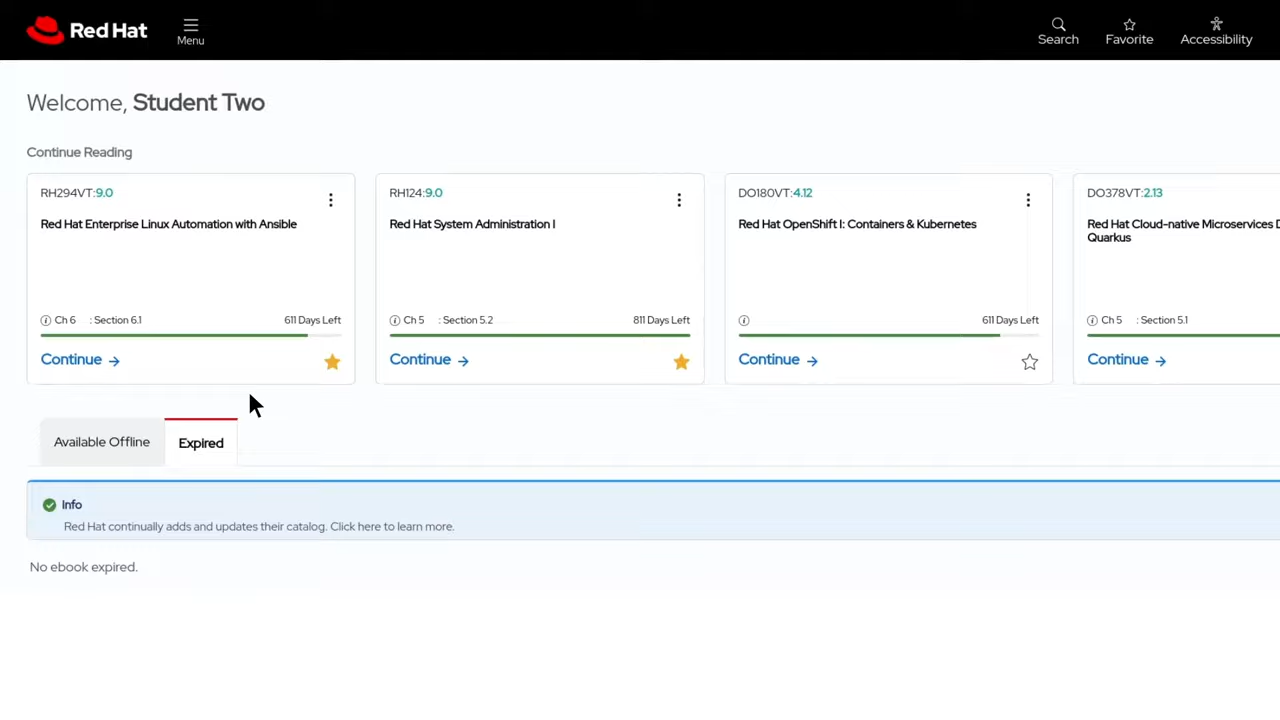 Red Hat
Menu
Search
Favorite
Accessibility
Welcome, Student Two
Continue Reading
RH294VT:9.0
Red Hat Enterprise Linux Automation with Ansible
Ch 6 : Section 6.1
611 Days Left
Continue
RH124:9.0
Red Hat System Administration I
Ch 5 : Section 5.2
811 Days Left
Continue
DO180VT:4.12
Red Hat OpenShift I: Containers & Kubernetes
611 Days Left
Continue
DO378VT:2.13
Red Hat Cloud-native Microservices D
Quarkus
Ch 5 : Section 5.1
Continue
Available Offline
Expired
Info
Red Hat continually adds and updates their catalog. Click here to learn more.
No ebook expired.